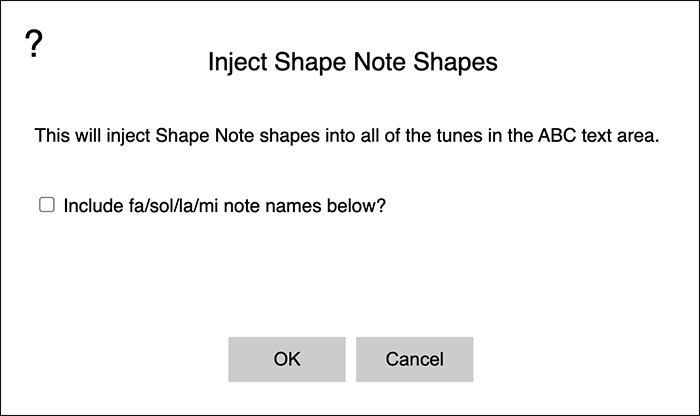 ?
Inject Shape Note Shapes
This will inject Shape Note shapes into all of the tunes in the ABC text area.
Include fa/sol/la/mi note names below?
OK
Cancel